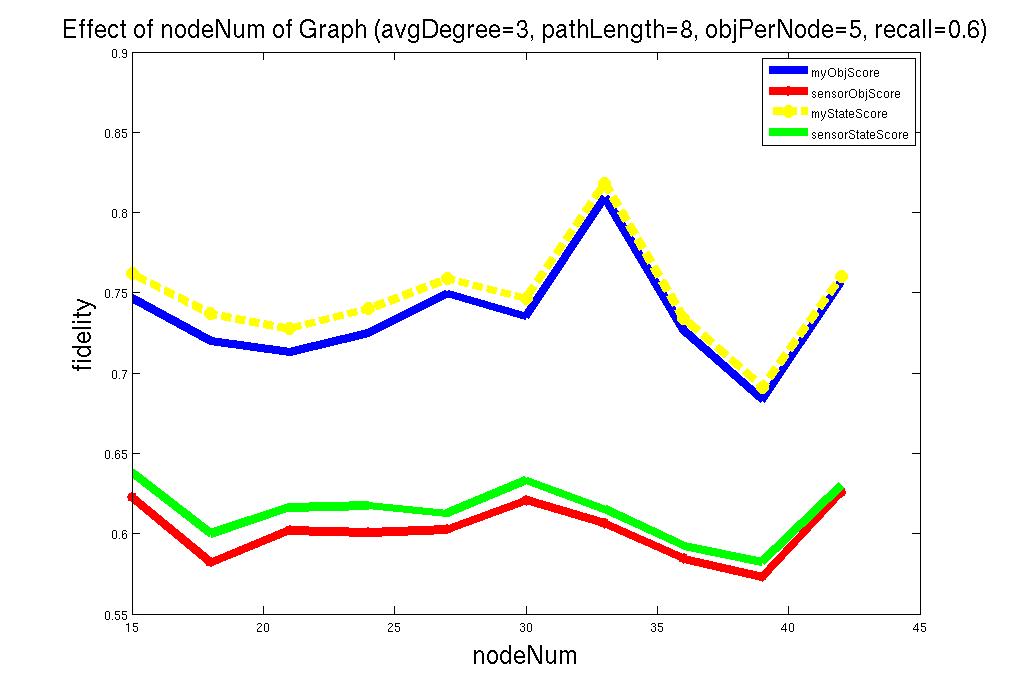 Effect of nodeNum of Graph (avgDegree=3, pathLength=8, objPerNode=5, recall=0.6)
0.9
0.85
0.8
0.75
0.7
0.65
0.6
0.55
fidelity
myObjScore
sensorObjScore
myStateScore
sensorStateScore
15 20 25 30 35 40 45
nodeNum